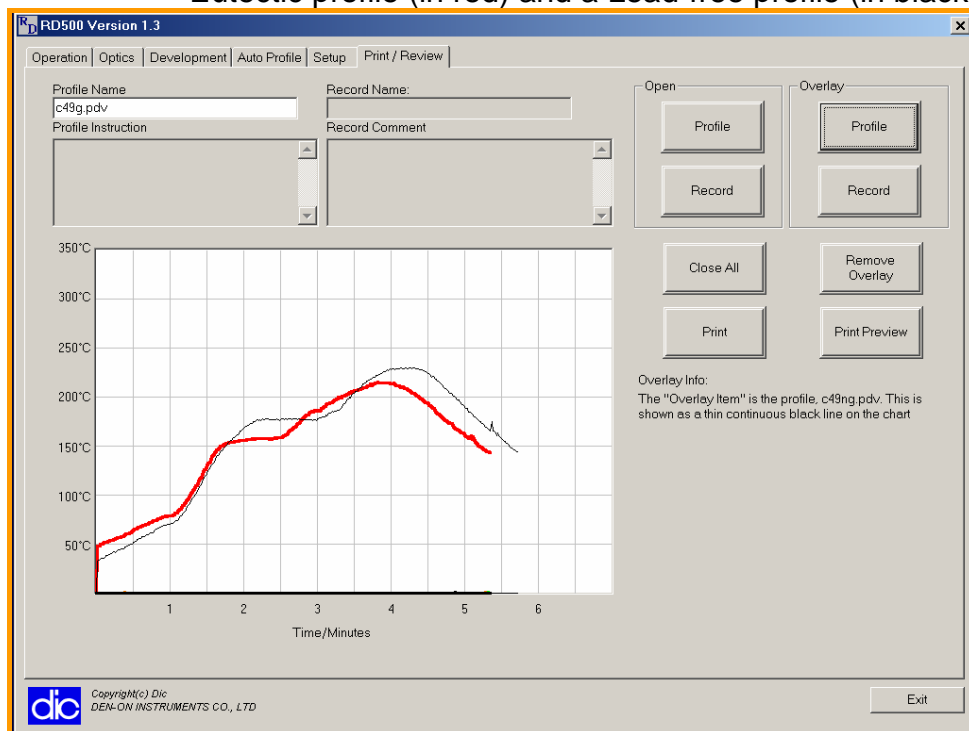 Eutectic profile (in red) and a Lead-free profile (in black
RD RD500 Version 1.3
Operation Optics Development Auto Profile Setup Print / Review
Profile Name
c49g.pdv
Record Name:
Profile Instruction
Record Comment
Open
Profile
Record
Overlay
Profile
Record
Close All
Remove
Overlay
Print
Print Preview
Overlay Info:
The "Overlay Item" is the profile, c49ng.pdv. This is
shown as a thin continuous black line on the chart
350°C
300°C
250°C
200°C
150°C
100°C
50°C
1 2 3 4 5 6
Time/Minutes
dic
Copyright(c) Dic
DEN-ON INSTRUMENTS CO., LTD
Exit